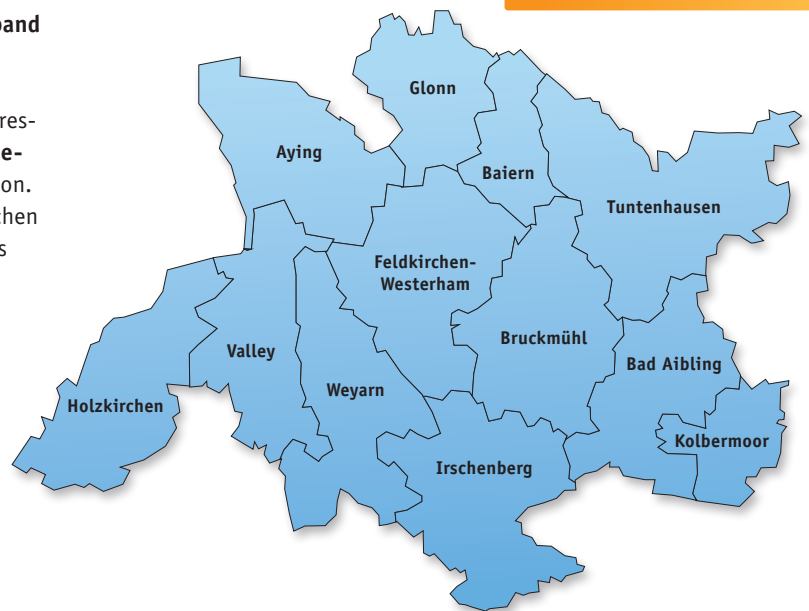 band
res-
e-
on.
chen
s
Glonn
Aying
Baiern
Tuntenhausen
Feldkirchen-
Westerham
Bruckmühl
Valley
Bad Aibling
Weyarn
Holzkirchen
Kolbermoor
Irschenberg